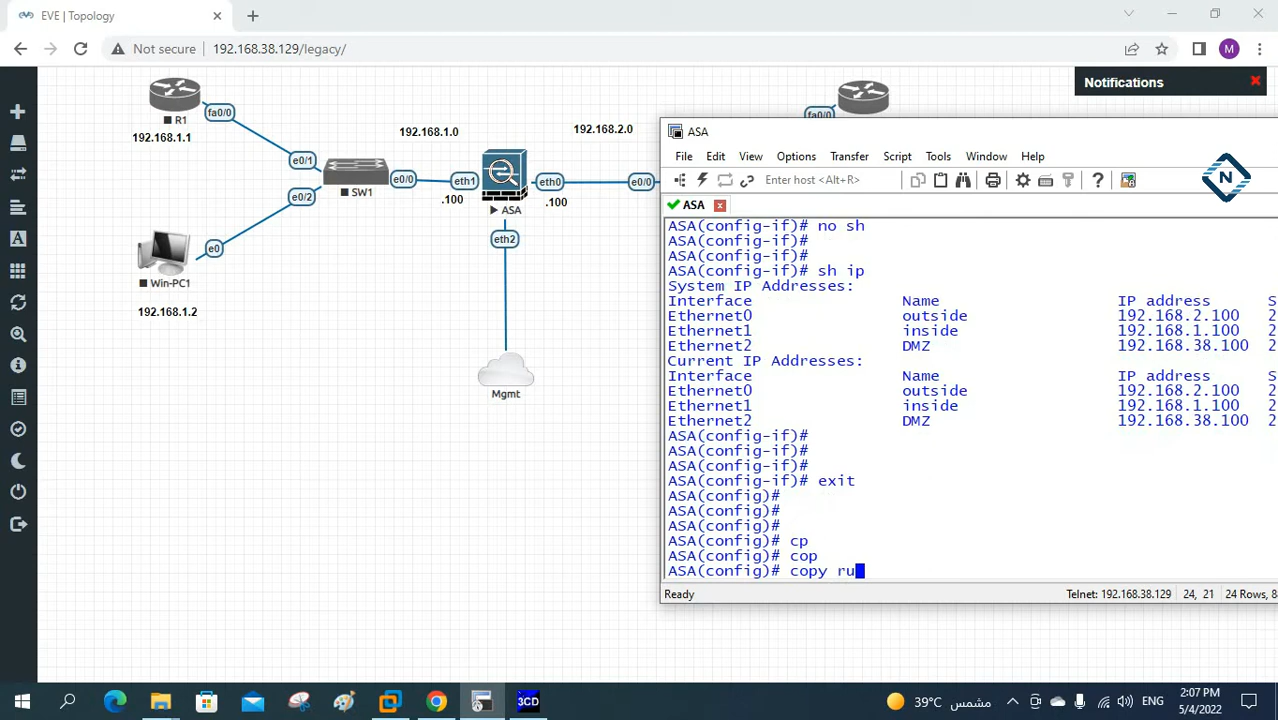 EVE | Topology
Not secure
192.168.38.129/legacy/
M
Notifications
fa0/0
R1
192.168.1.1
192.168.1.0
192.168.2.0
fa0/0
e0/1
e0/0
eth1
eth0
e0/0
SW1
e0/2
.100
.100
ASA
e0
eth2
Win-PC1
192.168.1.2
Mgmt
ASA
File Edit View Options Transfer Script Tools Window Help
Enter host <Alt+R>
ASA
ASA(config-if)# no sh
ASA(config-if)#
ASA(config-if)#
ASA(config-if)# sh ip
System IP Addresses:
Interface Name IP address S
Ethernet0 outside 192.168.2.100 2
Ethernet1 inside 192.168.1.100 2
Ethernet2 DMZ 192.168.38.100 2
Current IP Addresses:
Interface Name IP address S
Ethernet0 outside 192.168.2.100 2
Ethernet1 inside 192.168.1.100 2
Ethernet2 DMZ 192.168.38.100 2
ASA(config-if)#
ASA(config-if)#
ASA(config-if)#
ASA(config-if)# exit
ASA(config)#
ASA(config)#
ASA(config)#
ASA(config)# cp
ASA(config)# cop
ASA(config)# copy ru
Ready
Telnet: 192.168.38.129
24, 21
24 Rows, 8
3CD
39°C
مشمس
ENG
2:07 PM
5/4/2022